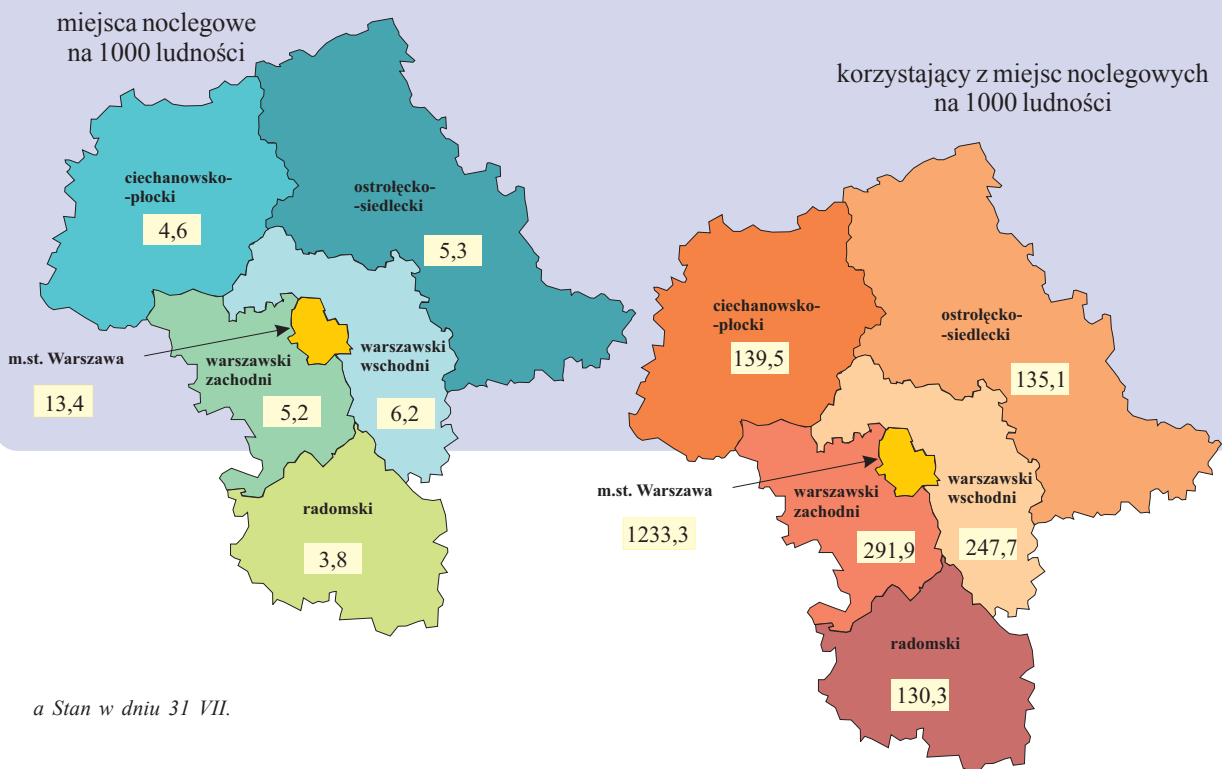 miejsca noclegowe
na 1000 ludności
ciechanowsko-
-płocki
4,6
ostrołęcko-
-siedlecki
5,3
m.st. Warszawa
13,4
warszawski
zachodni
5,2
warszawski
wschodni
6,2
radomski
3,8
korzystający z miejsc noclegowych
na 1000 ludności
ciechanowsko-
-płocki
139,5
ostrołęcko-
-siedlecki
135,1
m.st. Warszawa
1233,3
warszawski
zachodni
291,9
warszawski
wschodni
247,7
radomski
130,3
a Stan w dniu 31 VII.